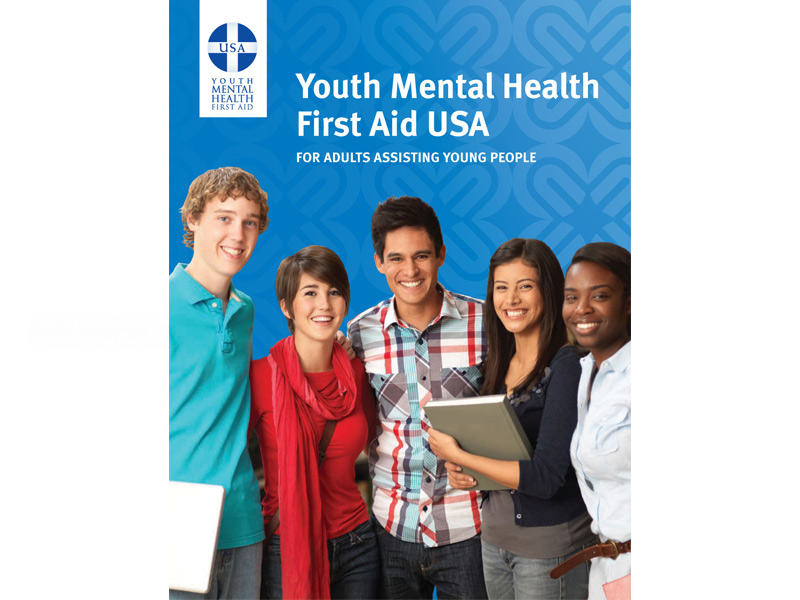 USA
YOUTH
MENTAL
HEALTH
FIRST AID
Youth Mental Health
First Aid USA
FOR ADULTS ASSISTING YOUNG PEOPLE